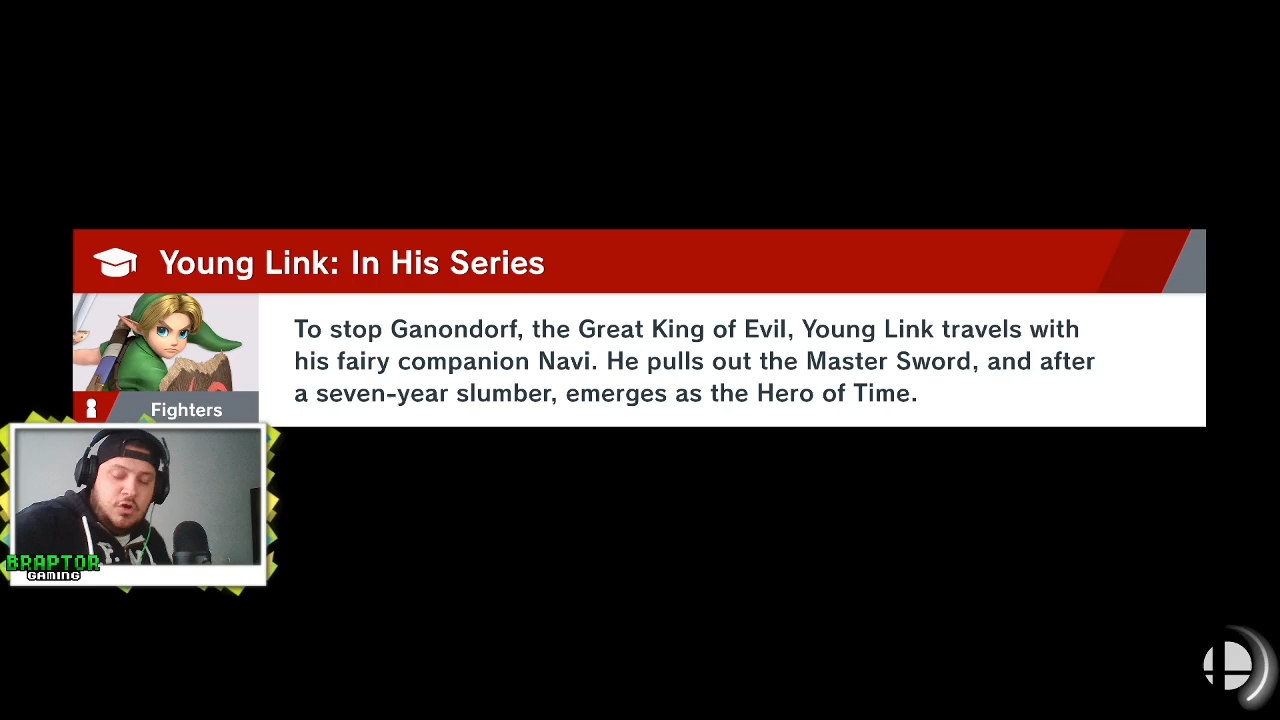 Young Link: In His Series
To stop Ganondorf, the Great King of Evil, Young Link travels with
his fairy companion Navi. He pulls out the Master Sword, and after
a seven-year slumber, emerges as the Hero of Time.
Fighters
BRAPTOR
GAMING